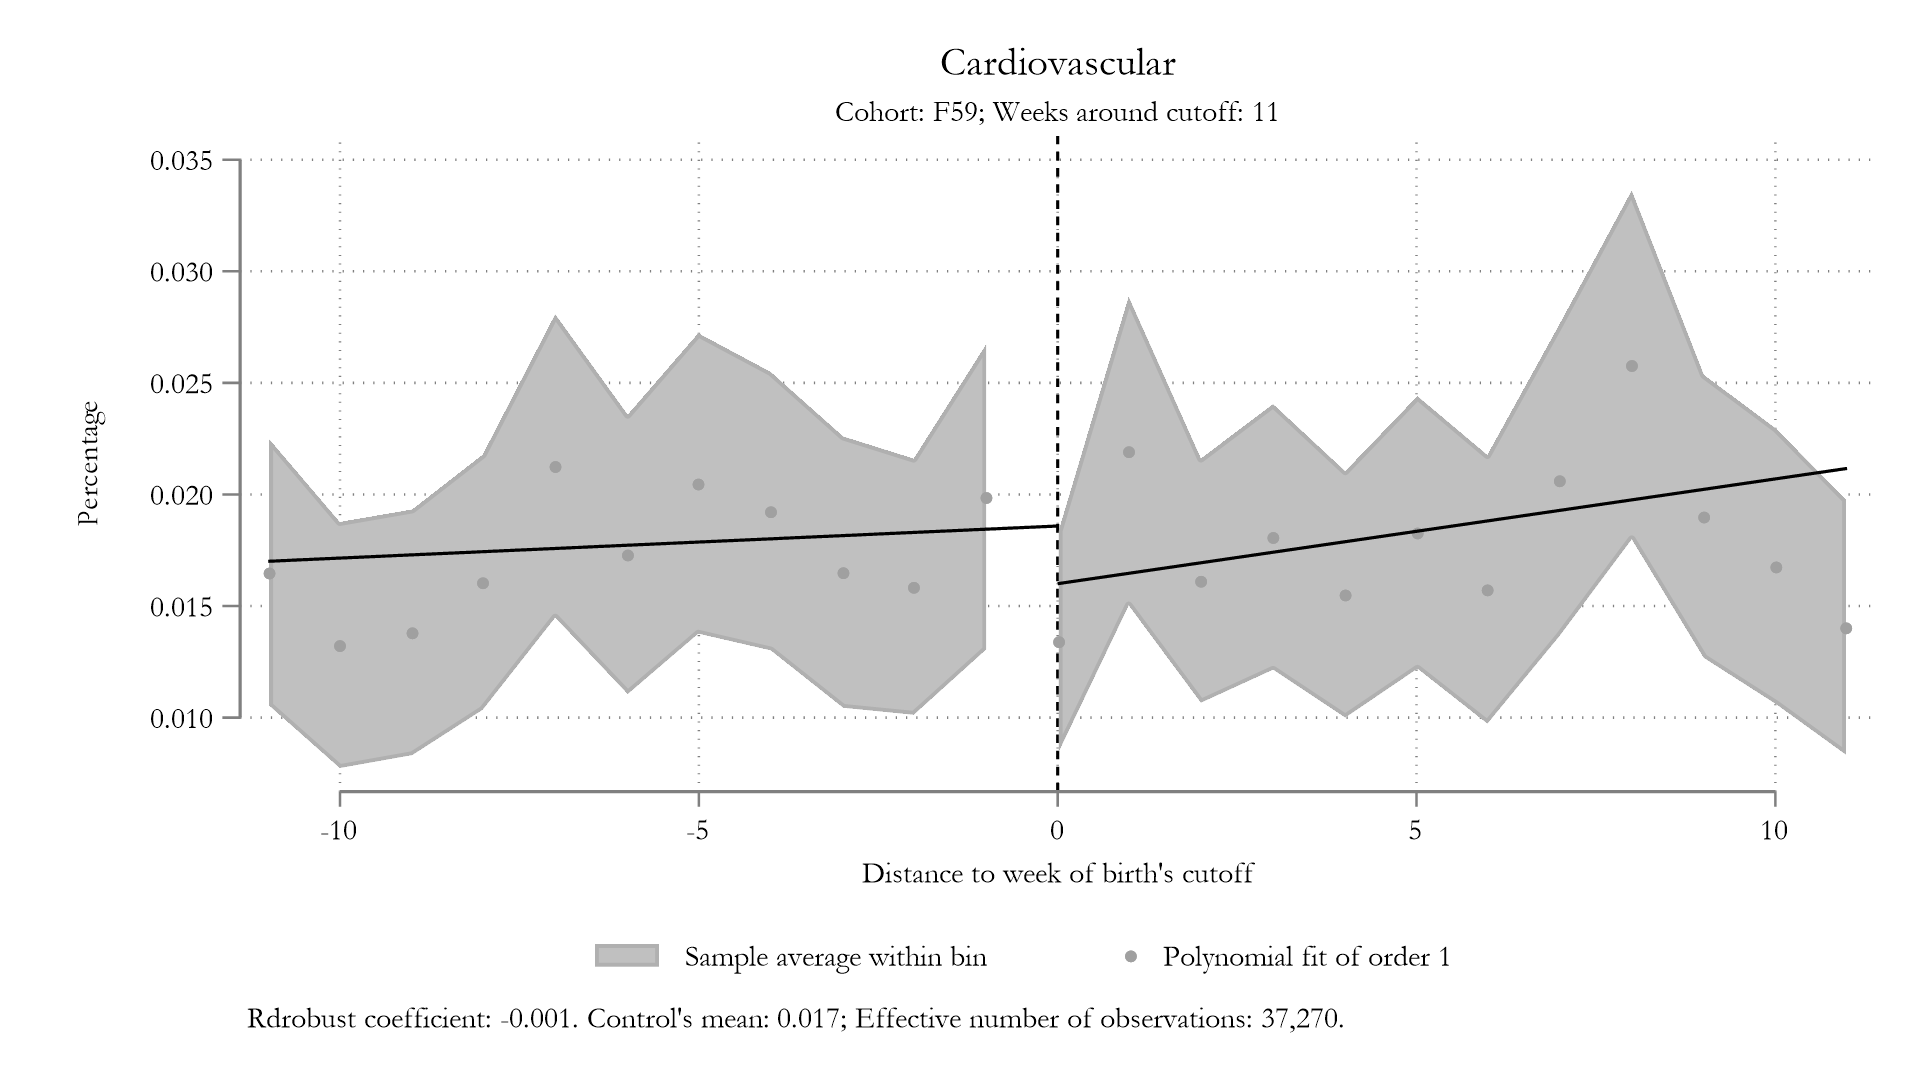 Cardiovascular
Cohort: F59; Weeks around cutoff: 11
0.035
0.030
0.025
0.020
0.015
0.010
Percentage
-10 -5 0 5 10
Distance to week of birth's cutoff
Sample average within bin Polynomial fit of order 1
Rdrobust coefficient: -0.001. Control's mean: 0.017; Effective number of observations: 37,270.